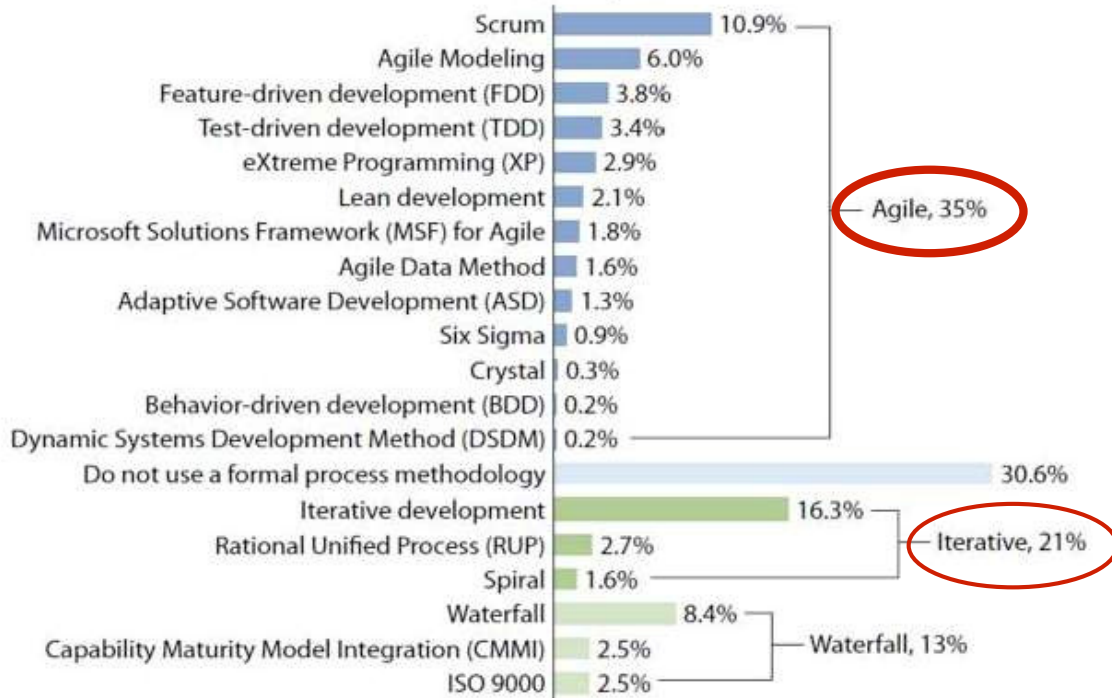 Scrum 10.9%
Agile Modeling 6.0%
Feature-driven development (FDD) 3.8%
Test-driven development (TDD) 3.4%
eXtreme Programming (XP) 2.9%
Lean development 2.1%
Agile, 35%
Microsoft Solutions Framework (MSF) for Agile 1.8%
Agile Data Method 1.6%
Adaptive Software Development (ASD) 1.3%
Six Sigma 0.9%
Crystal 0.3%
Behavior-driven development (BDD) 0.2%
Dynamic Systems Development Method (DSDM) 0.2%
Do not use a formal process methodology 30.6%
Iterative development 16.3%
Rational Unified Process (RUP) 2.7%
Iterative, 21%
Spiral 1.6%
Waterfall 8.4%
Capability Maturity Model Integration (CMMI) 2.5%
Waterfall, 13%
ISO 9000 2.5%